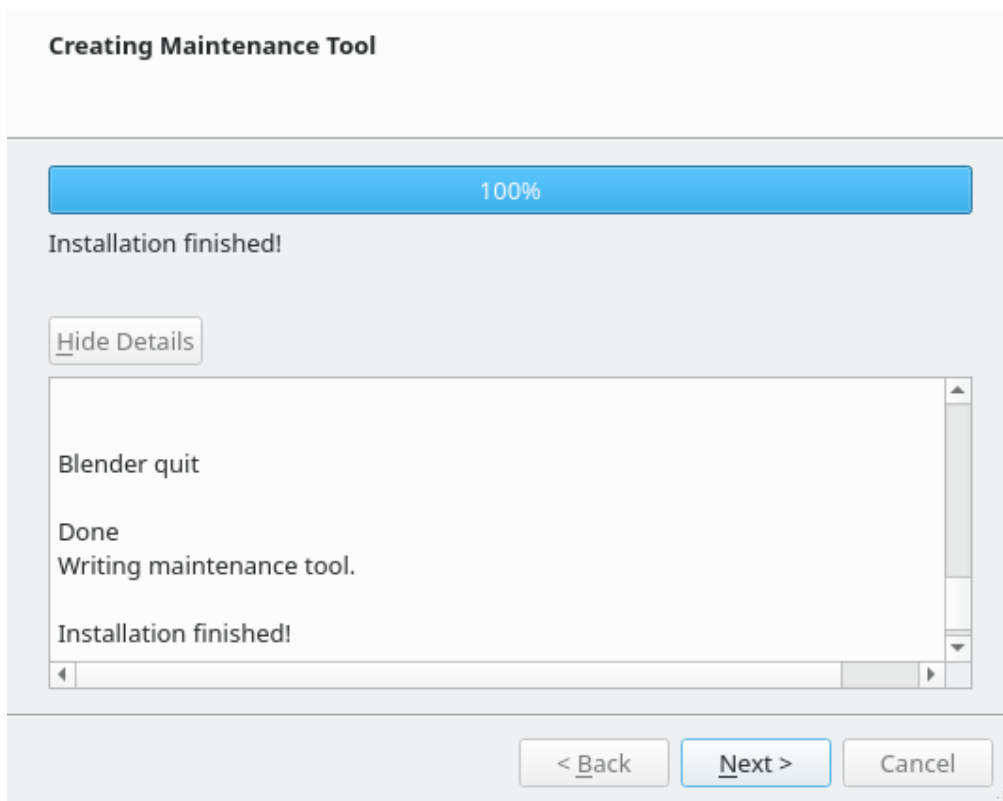 Creating Maintenance Tool
100%
Installation finished!
Hide Details
Blender quit
Done
Writing maintenance tool.
Installation finished!
< Back
Next >
Cancel